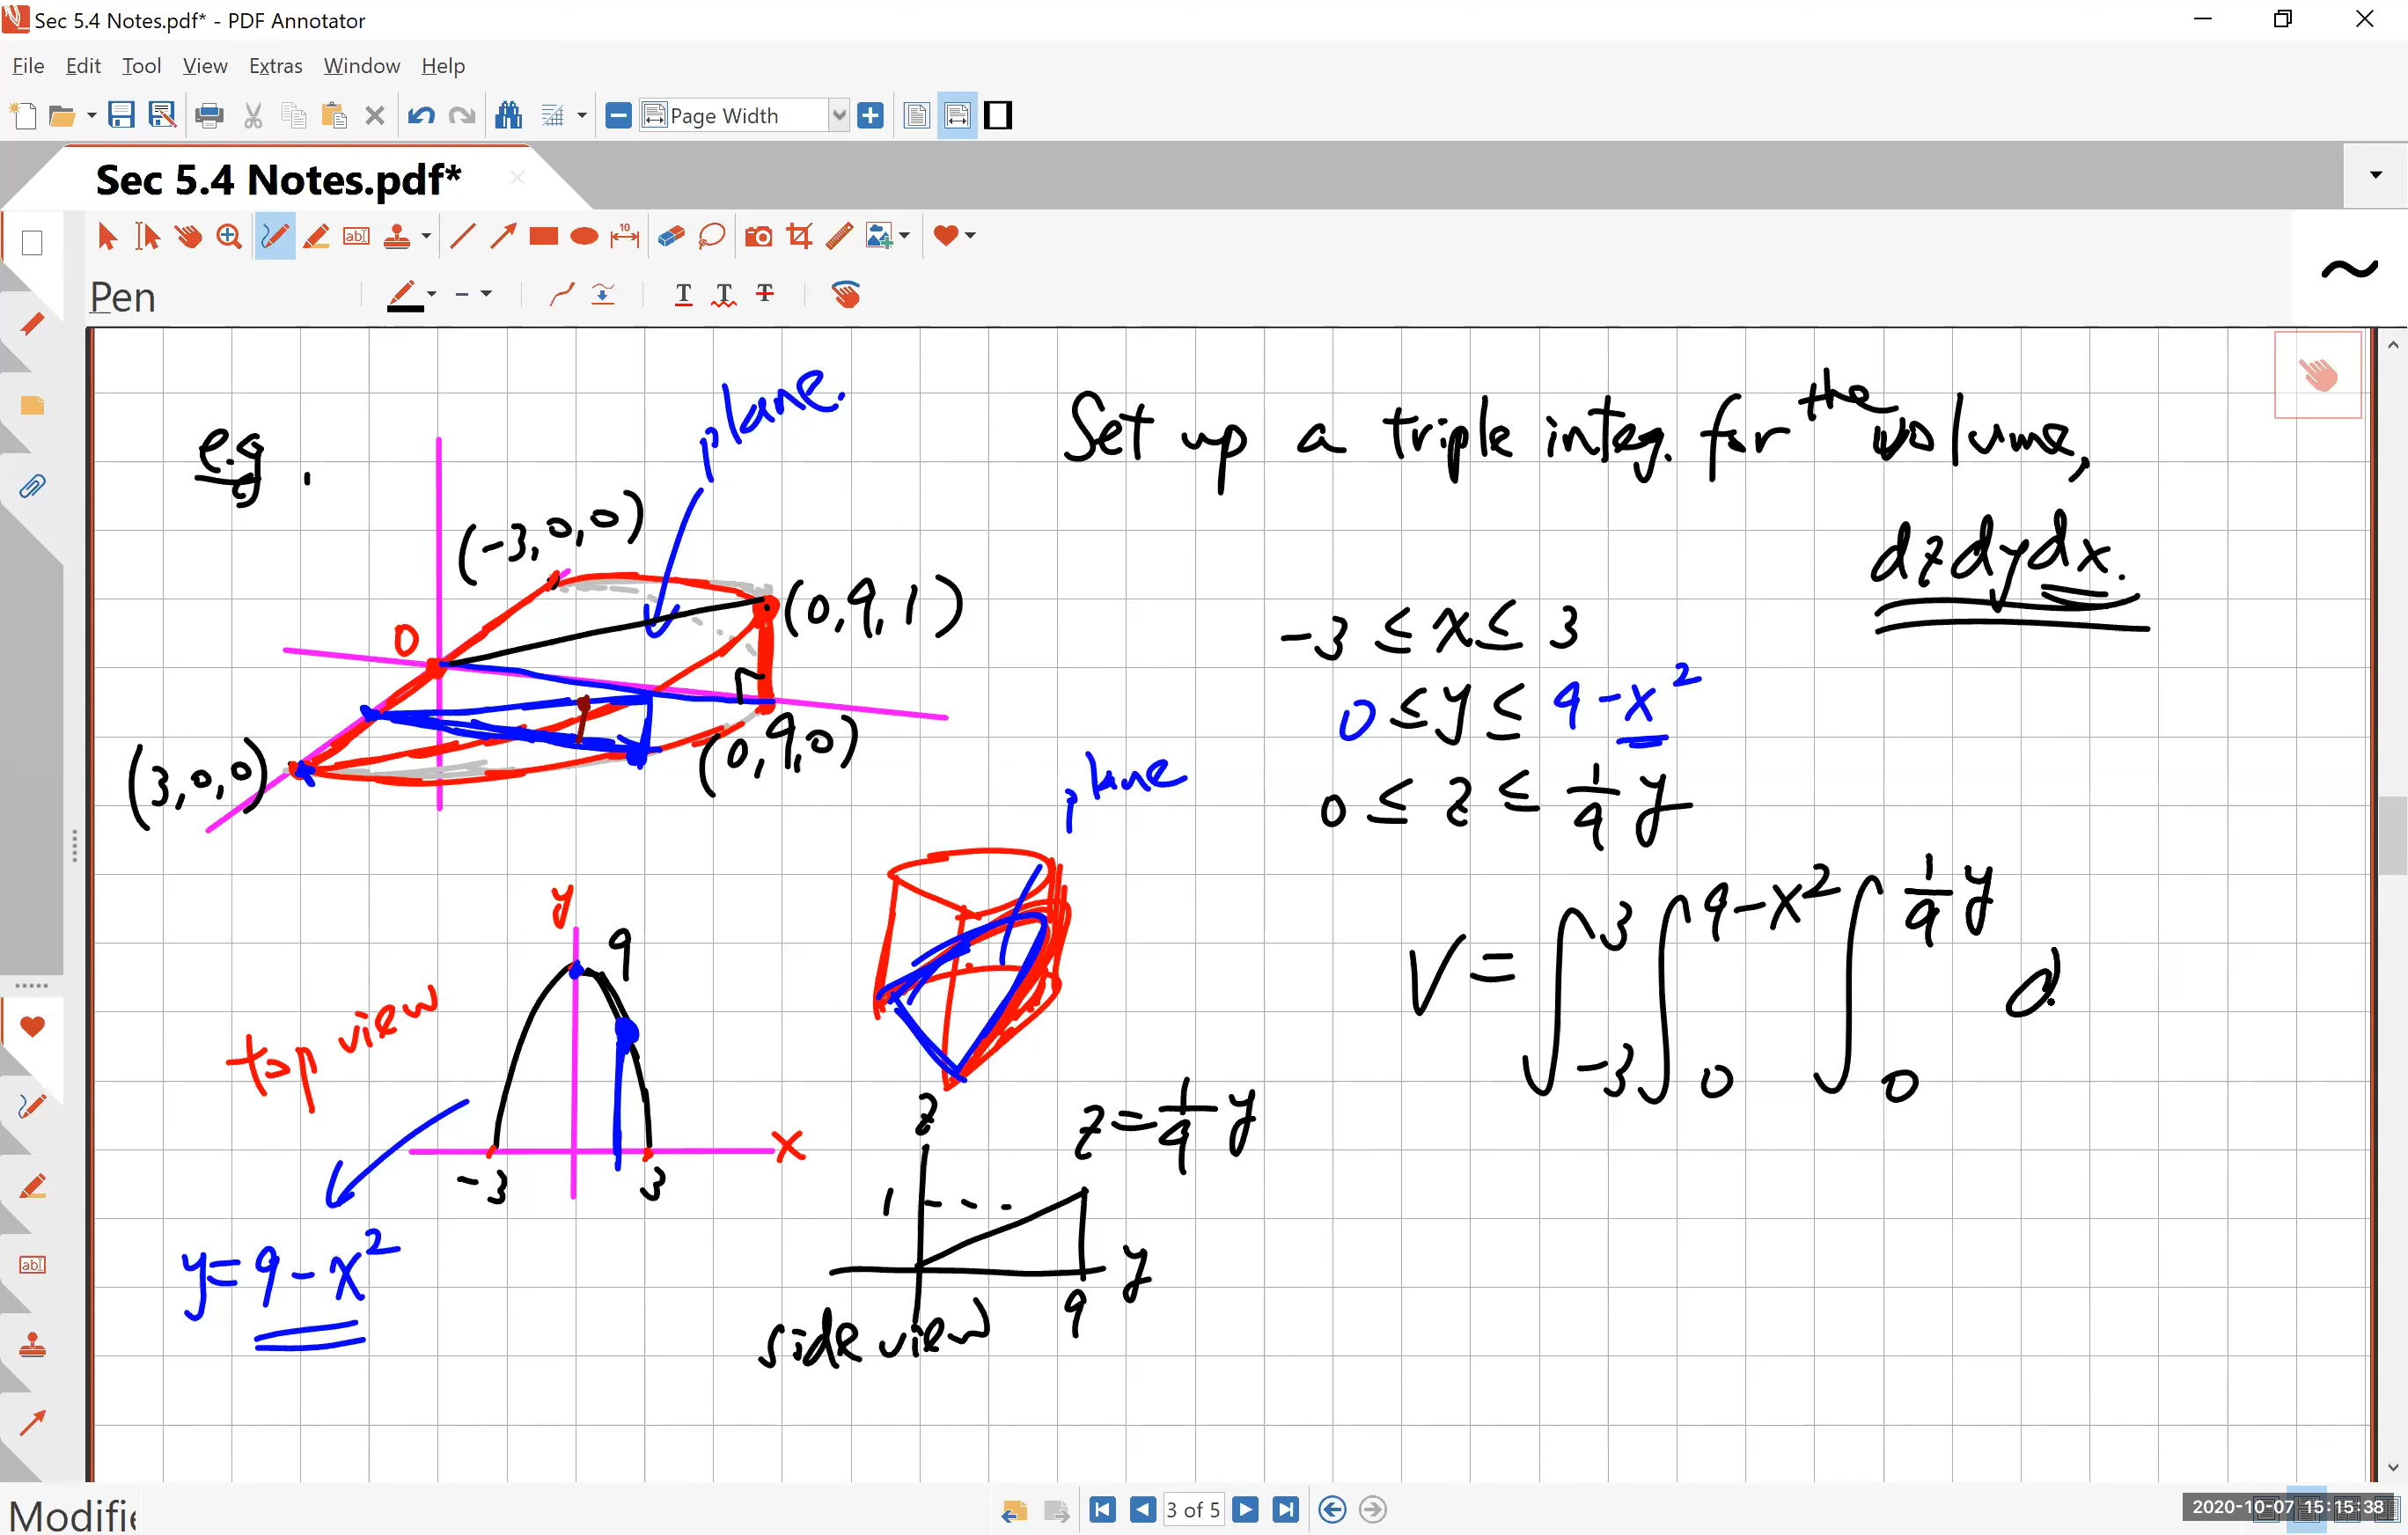 Sec 5.4 Notes.pdf* - PDF Annotator
File Edit Tool View Extras Window Help
Page Width
Sec 5.4 Notes.pdf*
Pen
e.g.
plane.
(-3,0,0)
(0,9,1)
0
(0,9,0)
(3,0,0)
Set up a triple integ. for the volume,
dzdydx.
-3 ≤ x ≤ 3
0 ≤ y ≤ 9-x²
0 ≤ z ≤ 1/9 y
plane
V = ∫_{-3}^{3} ∫_{0}^{9-x²} ∫_{0}^{1/9 y} d
y
9
top view
x
-3
3
y=9-x²
z
z=1/9 y
1
y
9
side view
3 of 5
2020-10-07 15:15:38